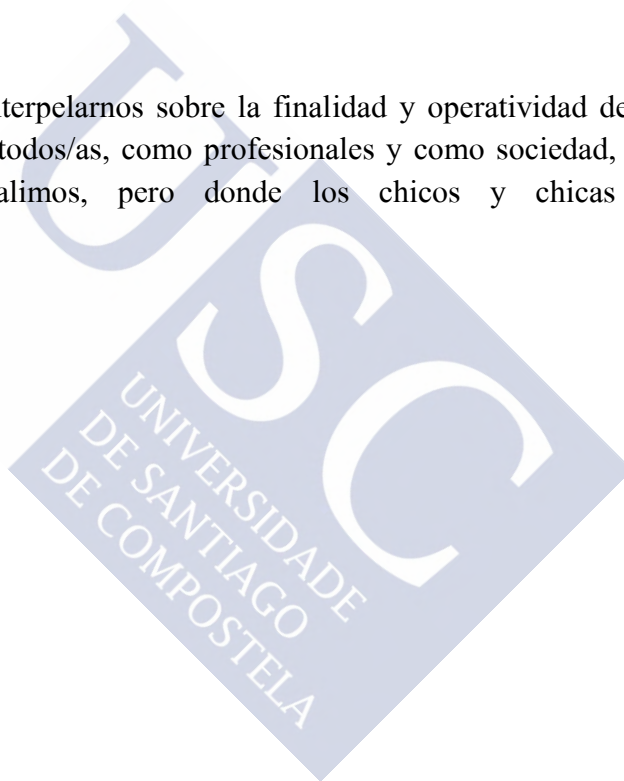 nterpelarnos sobre la finalidad y operatividad de
todos/as, como profesionales y como sociedad,
alimos, pero donde los chicos y chicas
USC
UNIVERSIDADE
DE SANTIAGO
DE COMPOSTELA